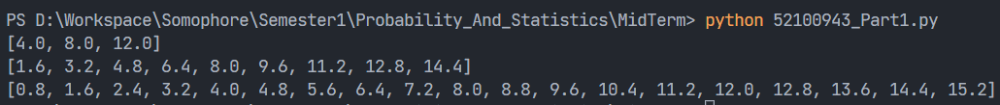 PS D:\Workspace\Somophore\Semester1\Probability_And_Statistics\MidTerm> python 52100943_Part1.py
[4.0, 8.0, 12.0]
[1.6, 3.2, 4.8, 6.4, 8.0, 9.6, 11.2, 12.8, 14.4]
[0.8, 1.6, 2.4, 3.2, 4.0, 4.8, 5.6, 6.4, 7.2, 8.0, 8.8, 9.6, 10.4, 11.2, 12.0, 12.8, 13.6, 14.4, 15.2]